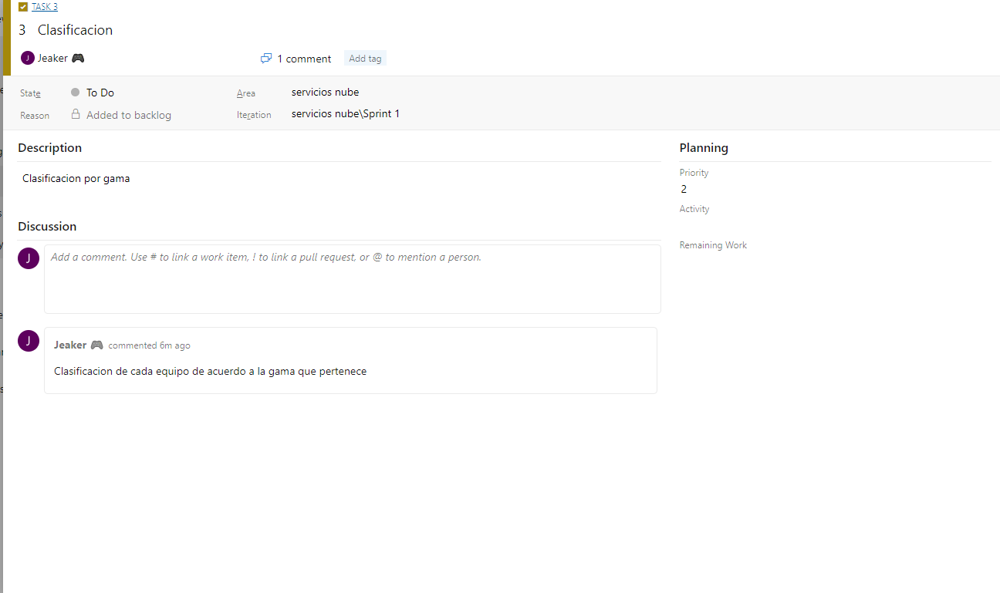 TASK 3
3 Clasificacion
J Jeaker 🎮 1 comment Add tag
State To Do Area servicios nube
Reason Added to backlog Iteration servicios nube\Sprint 1
Description
Clasificacion por gama
Planning
Priority
2
Activity
Remaining Work
Discussion
J
Add a comment. Use # to link a work item, ! to link a pull request, or @ to mention a person.
J
Jeaker 🎮 commented 6m ago
Clasificacion de cada equipo de acuerdo a la gama que pertenece